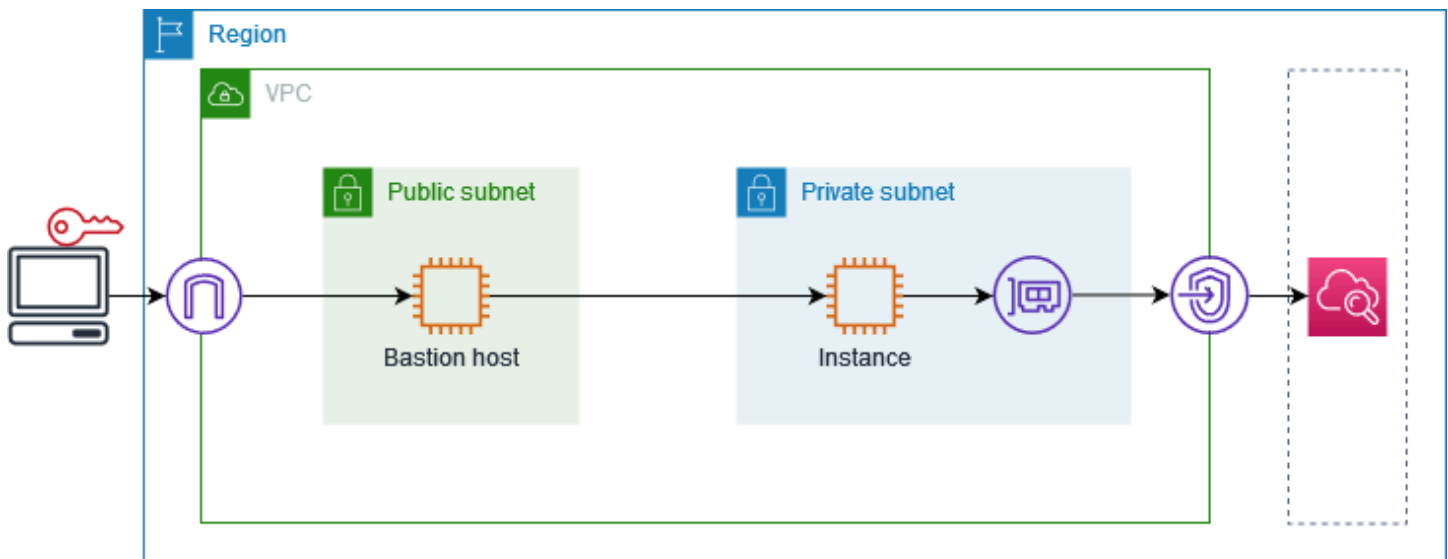 Region
VPC
Public subnet
Private subnet
Bastion host
Instance